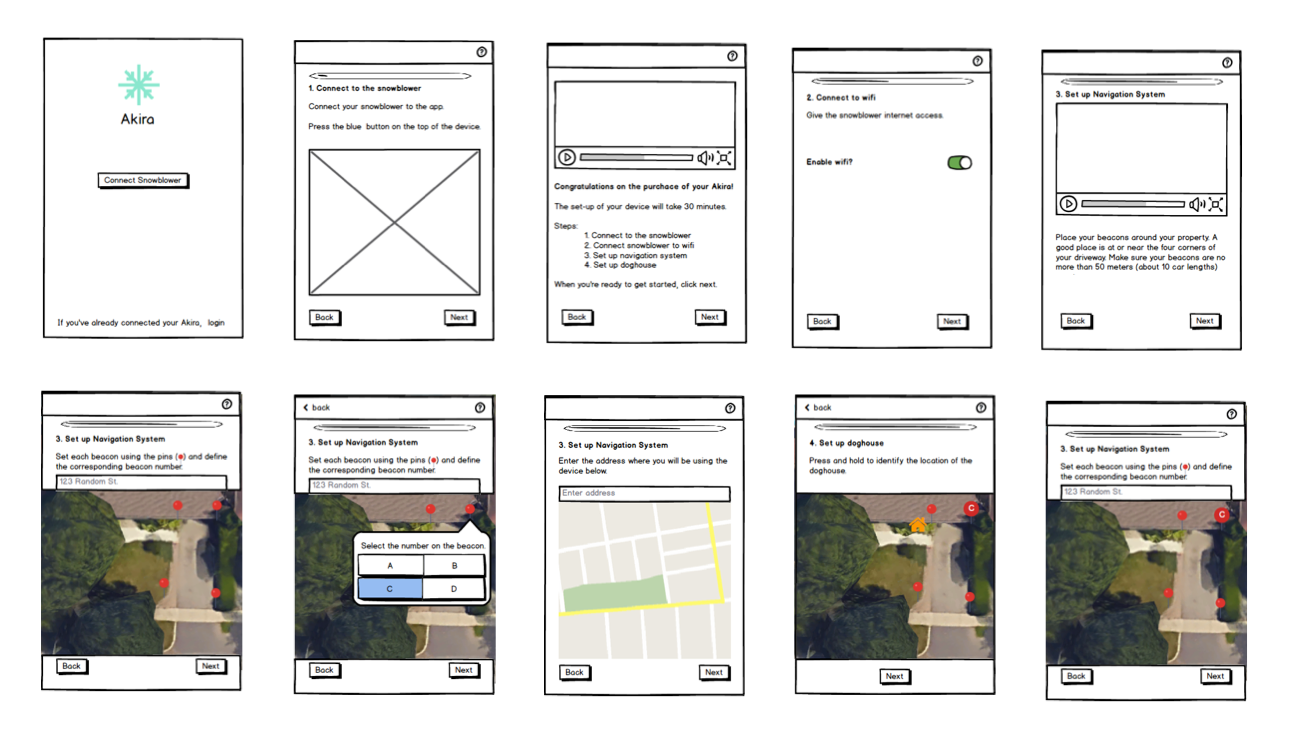 Akira
Connect Snowblower
If you've already connected your Akira, login
?
1. Connect to the snowblower
Connect your snowblower to the app.
Press the blue button on the top of the device.
Back Next
?
Congratulations on the purchace of your Akira!
The set-up of your device will take 30 minutes.
Steps:
1. Connect to the snowblower
2. Connect snowblower to wifi
3. Set up navigation system
4. Set up doghouse
When you're ready to get started, click next.
Back Next
?
2. Connect to wifi
Give the snowblower internet access.
Enable wifi?
Back Next
?
3. Set up Navigation System
Place your beacons around your property. A
good place is at or near the four corners of
your driveway. Make sure your beacons are no
more than 50 meters (about 10 car lengths)
Back Next
?
3. Set up Navigation System
Set each beacon using the pins ( ) and define
the corresponding beacon number.
123 Random St.
Back Next
< back ?
3. Set up Navigation System
Set each beacon using the pins ( ) and define
the corresponding beacon number.
123 Random St.
Select the number on the beacon.
A B
C D
Back Next
?
3. Set up Navigation System
Enter the address where you will be using the
device below.
Enter address
Back Next
< back ?
4. Set up doghouse
Press and hold to identify the location of the
doghouse.
C
Next
?
3. Set up Navigation System
Set each beacon using the pins ( ) and define
the corresponding beacon number.
123 Random St.
C
Back Next